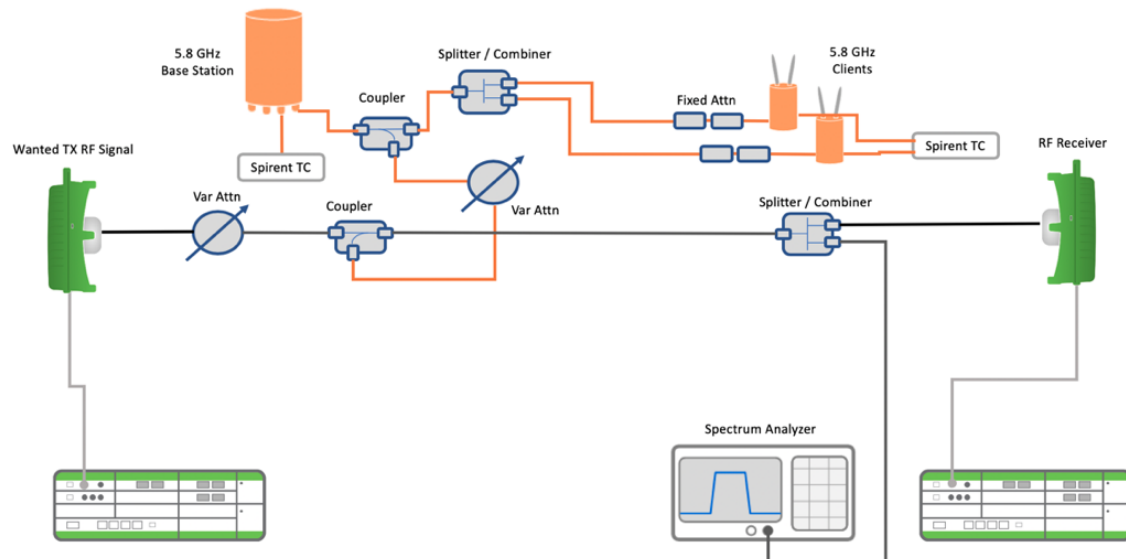 5.8 GHz
Base Station
Splitter / Combiner
5.8 GHz
Clients
Coupler
Fixed Attn
Wanted TX RF Signal
Spirent TC
Spirent TC
RF Receiver
Var Attn
Coupler
Var Attn
Splitter / Combiner
Spectrum Analyzer